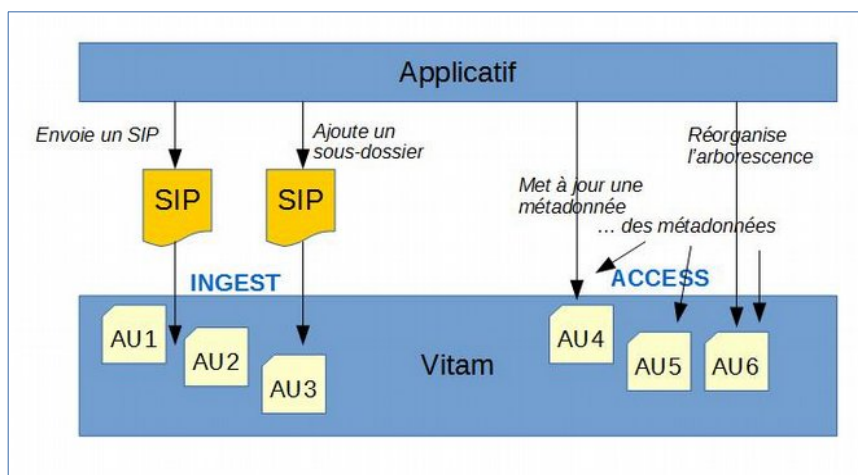 Applicatif
Envoie un SIP
Ajoute un
sous-dossier
Réorganise
l'arborescence
SIP
SIP
Met à jour une
métadonnée
... des métadonnées
INGEST
ACCESS
AU1
AU2
AU3
Vitam
AU4
AU5
AU6